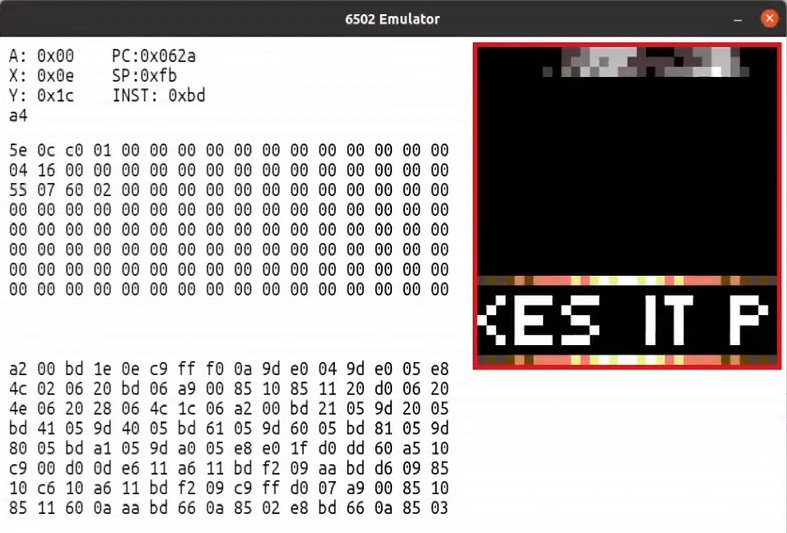 6502 Emulator
A: 0x00 PC:0x062a
X: 0x0e SP:0xfb
Y: 0x1c INST: 0xbd
a4
5e 0c c0 01 00 00 00 00 00 00 00 00 00 00 00 00
04 16 00 00 00 00 00 00 00 00 00 00 00 00 00 00
55 07 60 02 00 00 00 00 00 00 00 00 00 00 00 00
00 00 00 00 00 00 00 00 00 00 00 00 00 00 00 00
00 00 00 00 00 00 00 00 00 00 00 00 00 00 00 00
00 00 00 00 00 00 00 00 00 00 00 00 00 00 00 00
00 00 00 00 00 00 00 00 00 00 00 00 00 00 00 00
00 00 00 00 00 00 00 00 00 00 00 00 00 00 00 00
KES IT P
a2 00 bd 1e 0e c9 ff f0 0a 9d e0 04 9d e0 05 e8
4c 02 06 20 bd 06 a9 00 85 10 85 11 20 d0 06 20
4e 06 20 28 06 4c 1c 06 a2 00 bd 21 05 9d 20 05
bd 41 05 9d 40 05 bd 61 05 9d 60 05 bd 81 05 9d
80 05 bd a1 05 9d a0 05 e8 e0 1f d0 dd 60 a5 10
c9 00 d0 0d e6 11 a6 11 bd f2 09 aa bd d6 09 85
10 c6 10 a6 11 bd f2 09 c9 ff d0 07 a9 00 85 10
85 11 60 0a aa bd 66 0a 85 02 e8 bd 66 0a 85 03